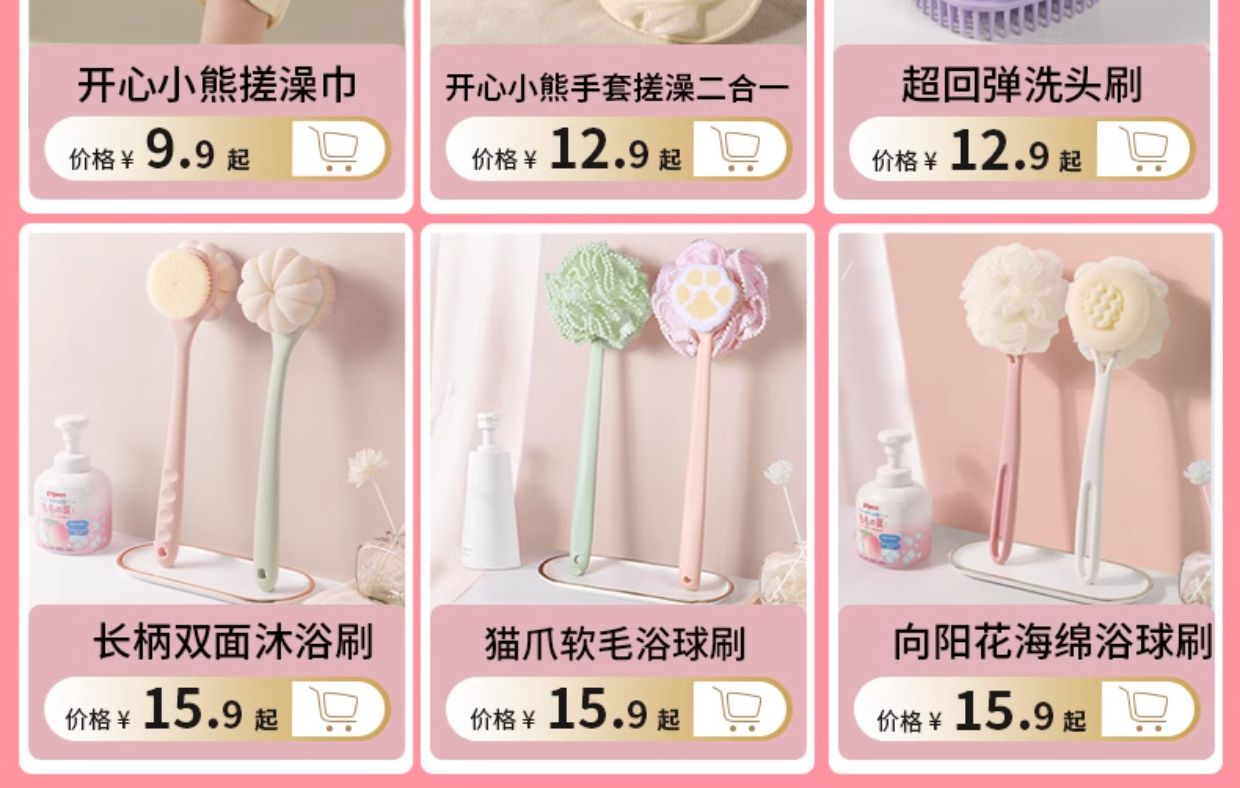 开心小熊搓澡巾
价格¥ 9.9 起
开心小熊手套搓澡二合一
价格¥ 12.9 起
超回弹洗头刷
价格¥ 12.9 起
Pigeon
长柄双面沐浴刷
价格¥ 15.9 起
猫爪软毛浴球刷
价格¥ 15.9 起
Pigeon
向阳花海绵浴球刷
价格¥ 15.9 起